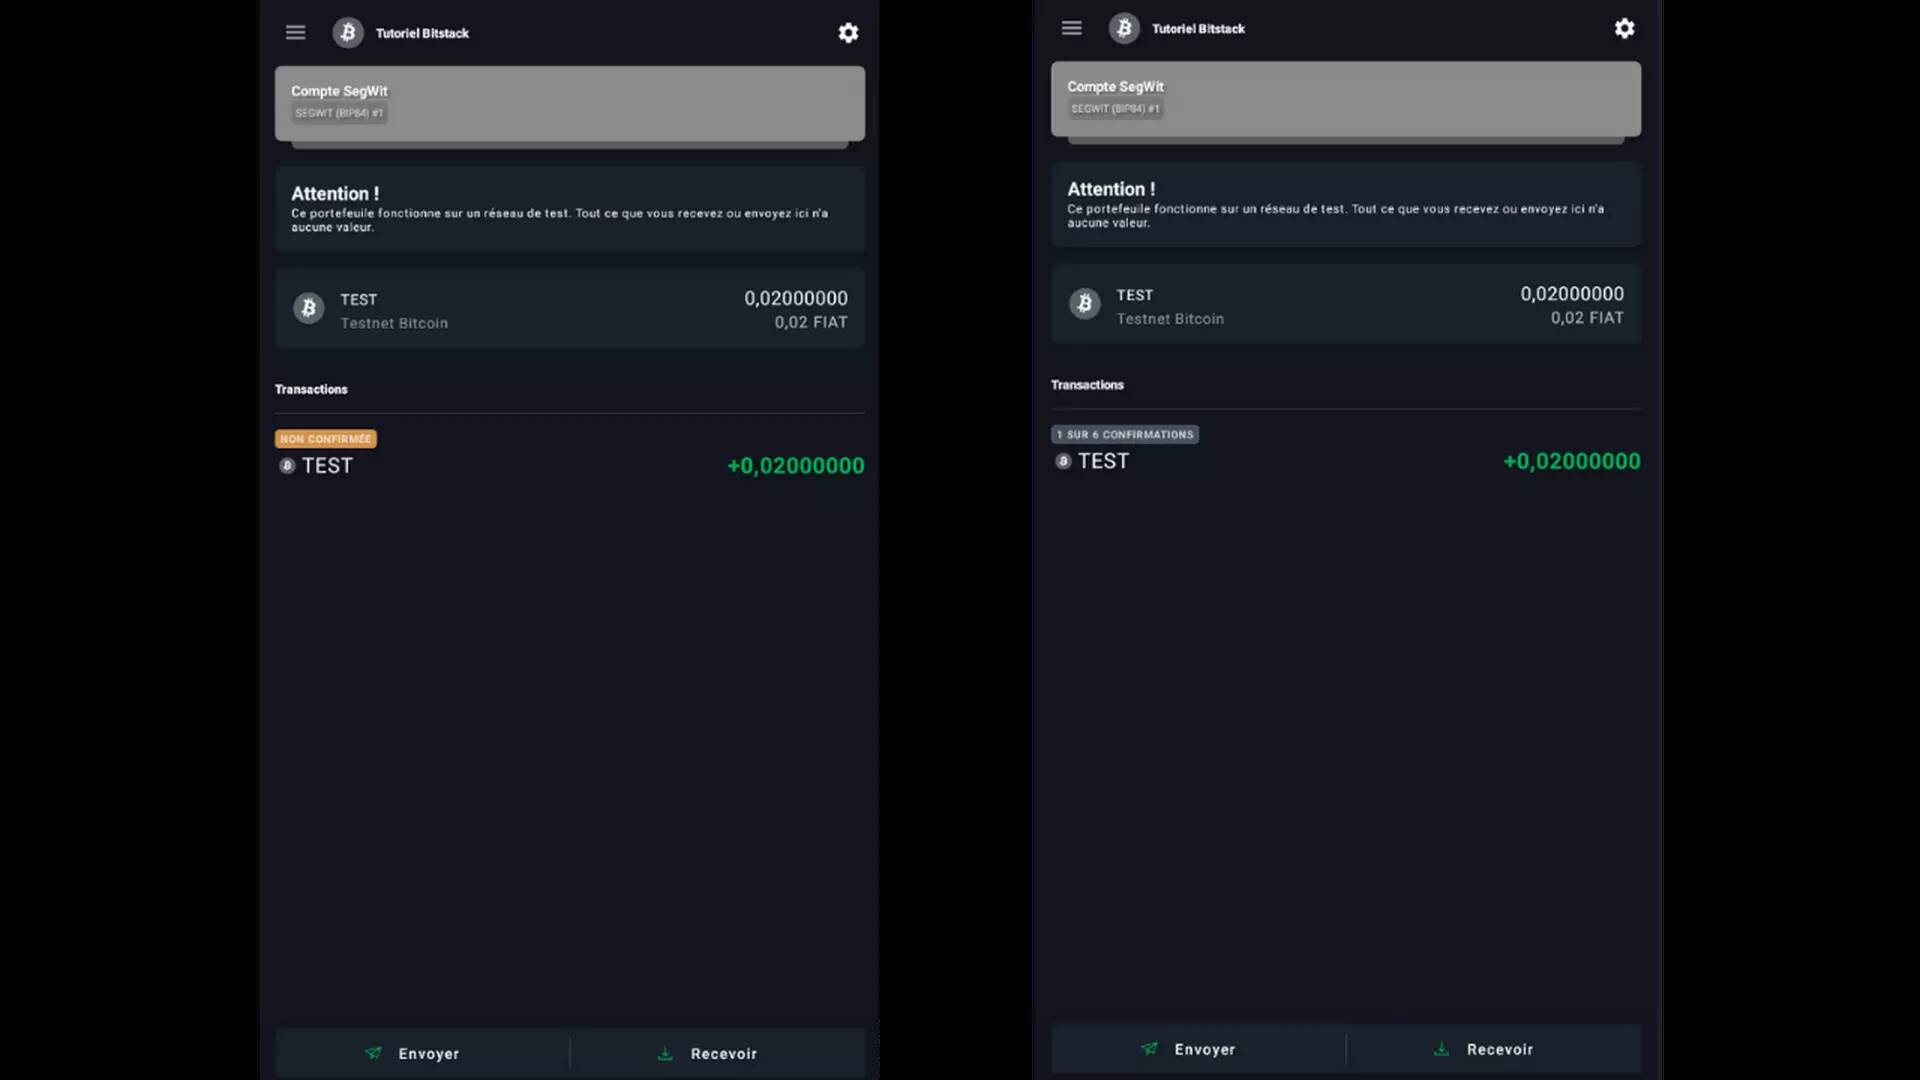 Tutoriel Bitstack
Compte SegWit
SEGWIT (BIP84) #1
Attention !
Ce portefeuille fonctionne sur un réseau de test. Tout ce que vous recevez ou envoyez ici n'a
aucune valeur.
TEST
0,02000000
Testnet Bitcoin
0,02 FIAT
Transactions
NON CONFIRMÉE
TEST
+0,02000000
Envoyer
Recevoir
Tutoriel Bitstack
Compte SegWit
SEGWIT (BIP84) #1
Attention !
Ce portefeuille fonctionne sur un réseau de test. Tout ce que vous recevez ou envoyez ici n'a
aucune valeur.
TEST
0,02000000
Testnet Bitcoin
0,02 FIAT
Transactions
1 SUR 6 CONFIRMATIONS
TEST
+0,02000000
Envoyer
Recevoir